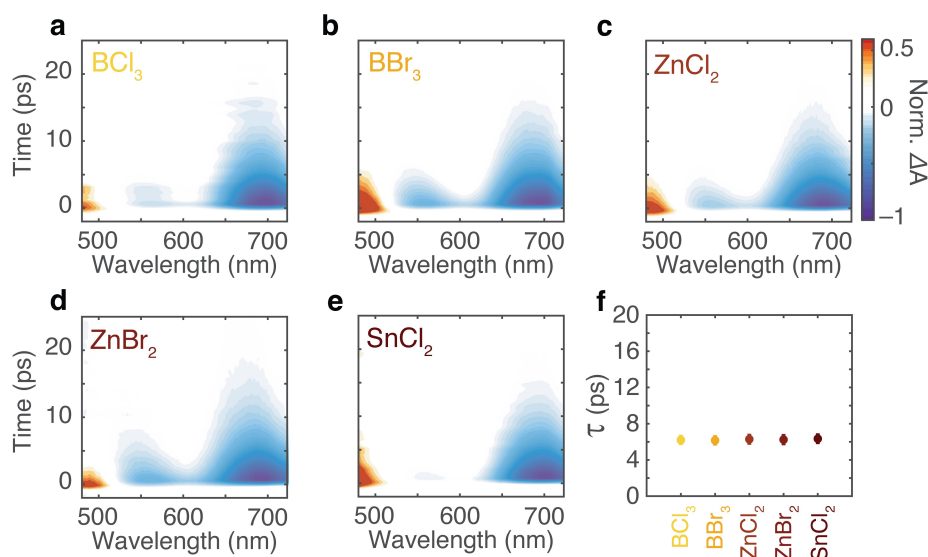 a
b
c
BCl₃
BBr₃
ZnCl₂
Time (ps)
20
10
0
500 600 700
Wavelength (nm)
500 600 700
Wavelength (nm)
500 600 700
Wavelength (nm)
0.5
0
−1
Norm. ΔA
d
e
f
ZnBr₂
SnCl₂
Time (ps)
20
10
0
500 600 700
Wavelength (nm)
500 600 700
Wavelength (nm)
τ (ps)
20
16
12
8
4
0
BCl₃
BBr₃
ZnCl₂
ZnBr₂
SnCl₂